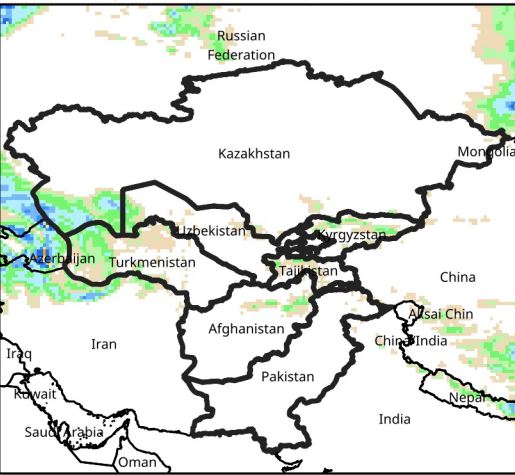 Russian
Federation
Kazakhstan
Mongolia
Uzbekistan
Kyrgyzstan
Azerbaijan
Turkmenistan
Tajikistan
China
Aksai Chin
Afghanistan
Iran
China/India
Iraq
Pakistan
Kuwait
Nepal
India
Saudi Arabia
Oman